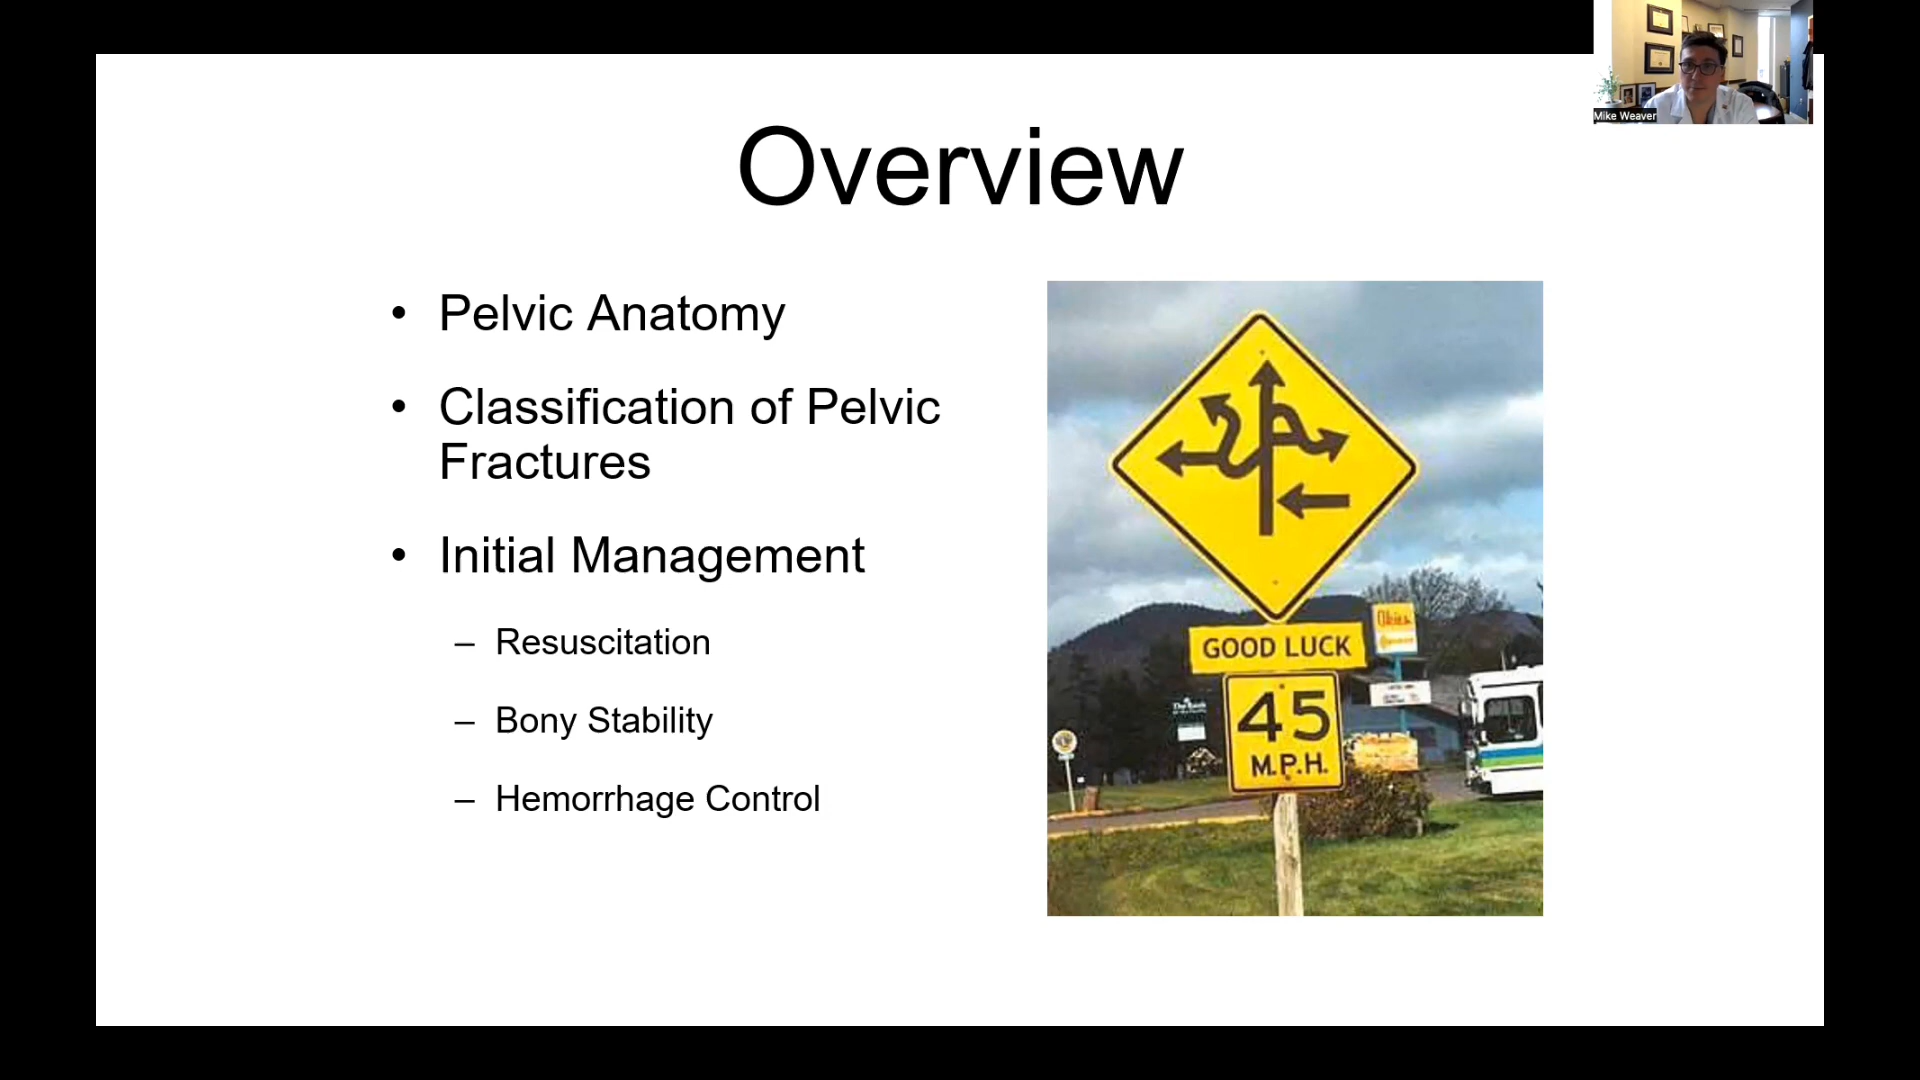 Mike Weaver
Overview
• Pelvic Anatomy
• Classification of Pelvic
Fractures
• Initial Management
– Resuscitation
– Bony Stability
– Hemorrhage Control
GOOD LUCK
45
M.P.H.